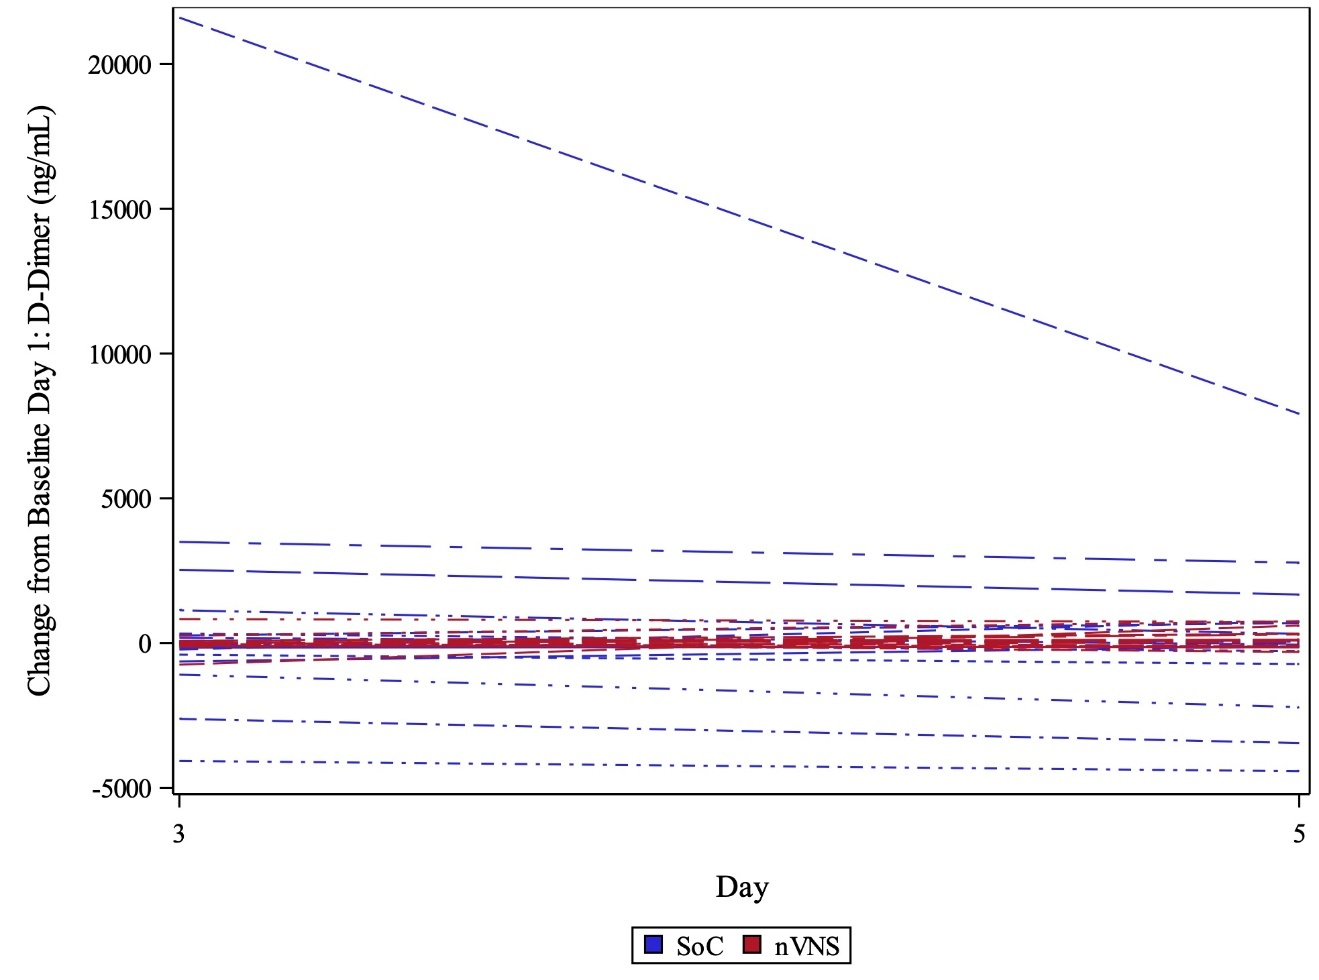 Change from Baseline Day 1: D-Dimer (ng/mL)
20000
15000
10000
5000
0
-5000
3
5
Day
SoC
nVNS